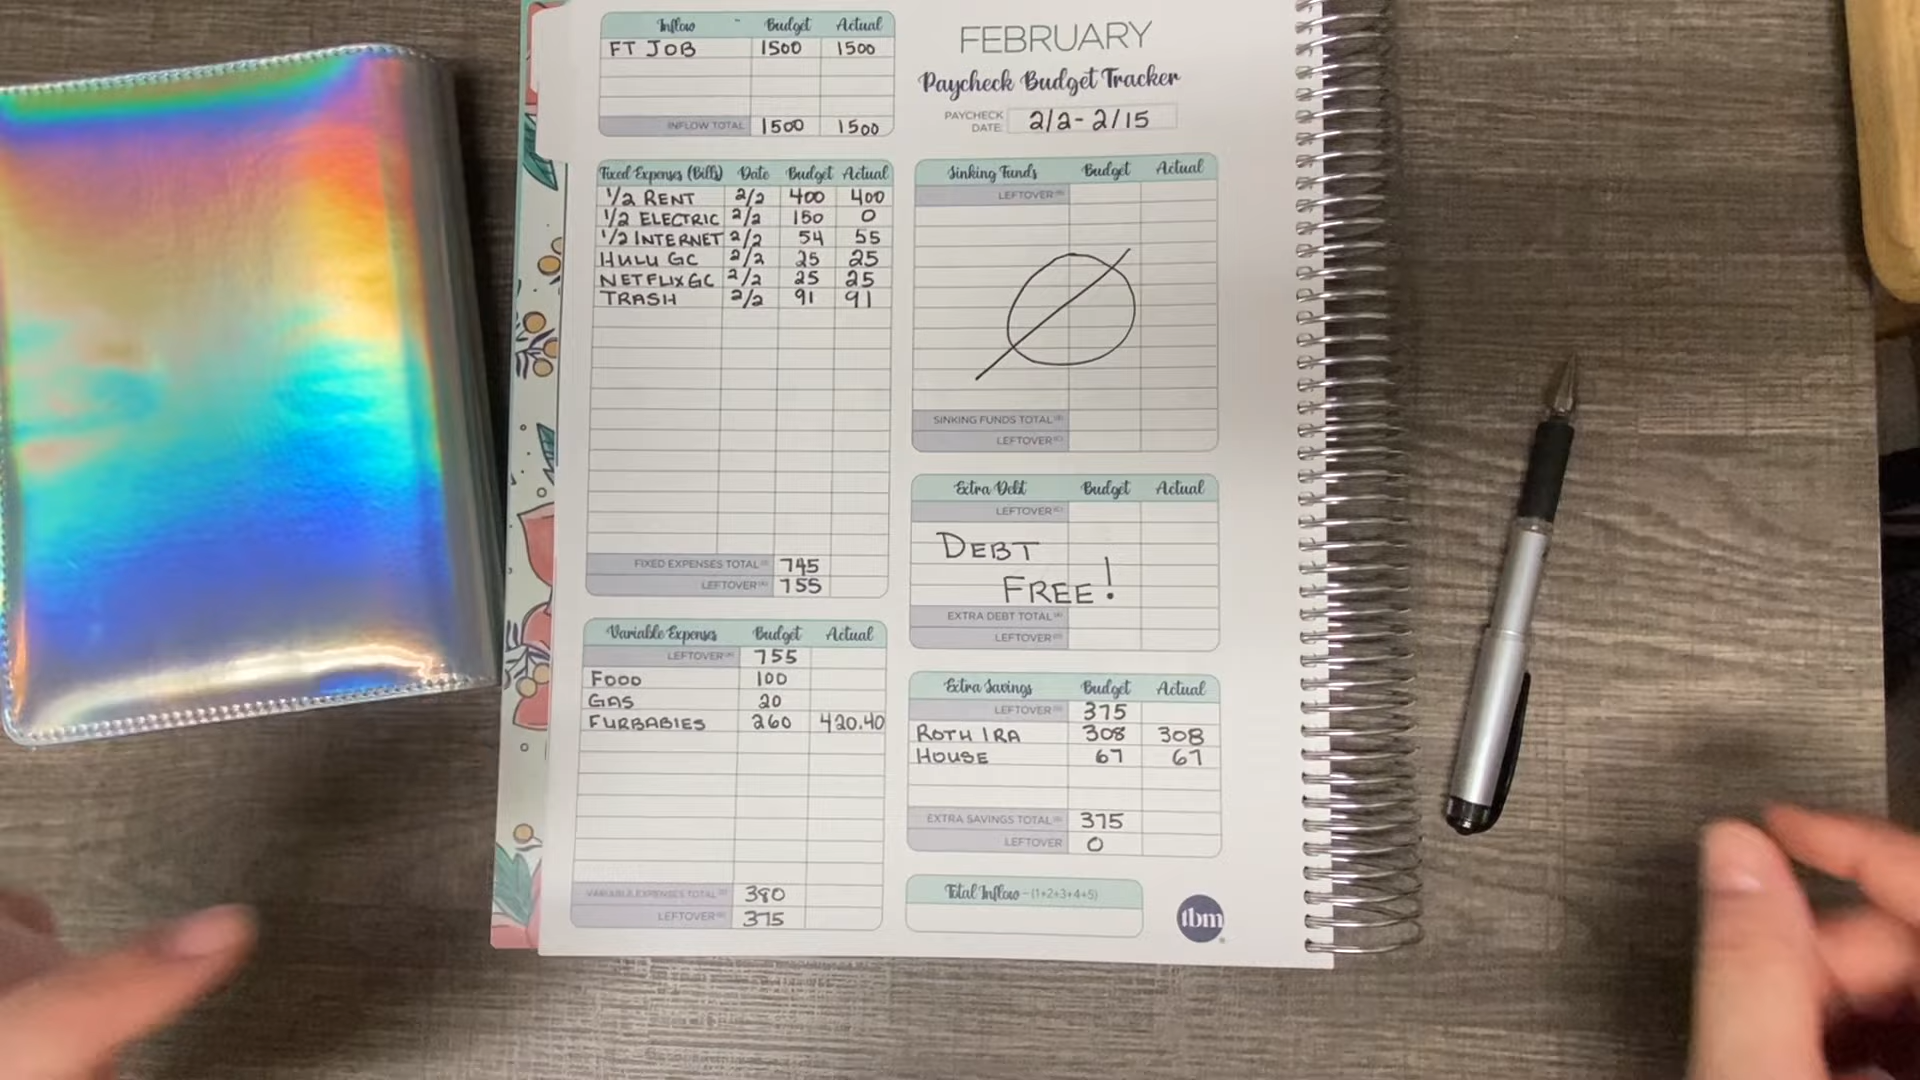 Inflow Budget Actual
FT JOB 1500 1500
INFLOW TOTAL 1500 1500
FEBRUARY
Paycheck Budget Tracker
PAYCHECK DATE: 2/2 - 2/15
Fixed Expenses (Bills) Date Budget Actual
1/2 RENT 2/2 400 400
1/2 ELECTRIC 2/2 150 0
1/2 INTERNET 2/2 54 55
HULU GC 2/2 25 25
NETFLIX GC 2/2 25 25
TRASH 2/2 91 91
FIXED EXPENSES TOTAL 745
LEFTOVER 755
Variable Expenses Budget Actual
LEFTOVER 755
FOOD 100
GAS 20
FURBABIES 260 420.40
VARIABLE EXPENSES TOTAL 380
LEFTOVER 375
Sinking Funds Budget Actual
LEFTOVER
SINKING FUNDS TOTAL
LEFTOVER
Extra Debt Budget Actual
LEFTOVER
DEBT
FREE!
EXTRA DEBT TOTAL
LEFTOVER
Extra Savings Budget Actual
LEFTOVER 375
ROTH IRA 308 308
HOUSE 67 67
EXTRA SAVINGS TOTAL 375
LEFTOVER 0
Total Inflow - (1+2+3+4+5)
tbm